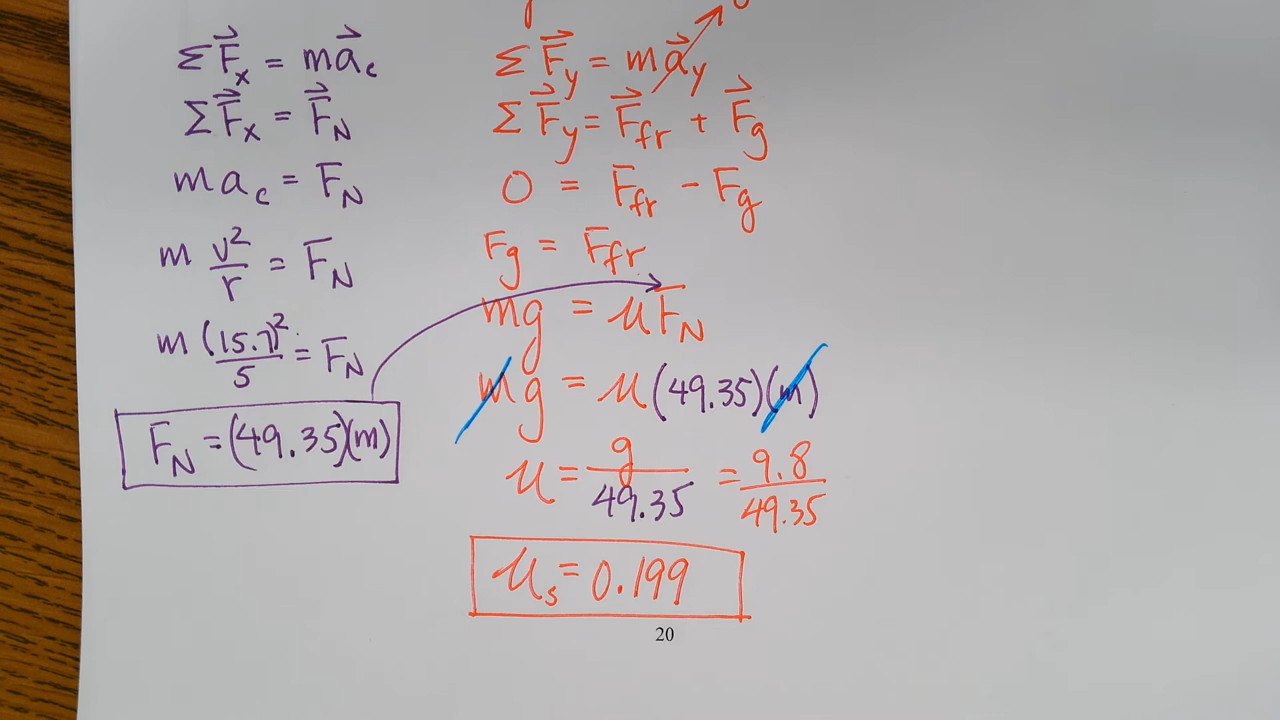 ΣF⃗x = ma⃗c
ΣF⃗x = F⃗N
mac = FN
m v²/r = FN
m (15.7)²/5 = FN
FN = (49.35)(m)
ΣF⃗y = ma⃗y
ΣF⃗y = F⃗fr + F⃗g
0 = Ffr - Fg
Fg = Ffr
mg = μFN
mg = μ(49.35)(m)
μ = g/49.35 = 9.8/49.35
μs = 0.199
20